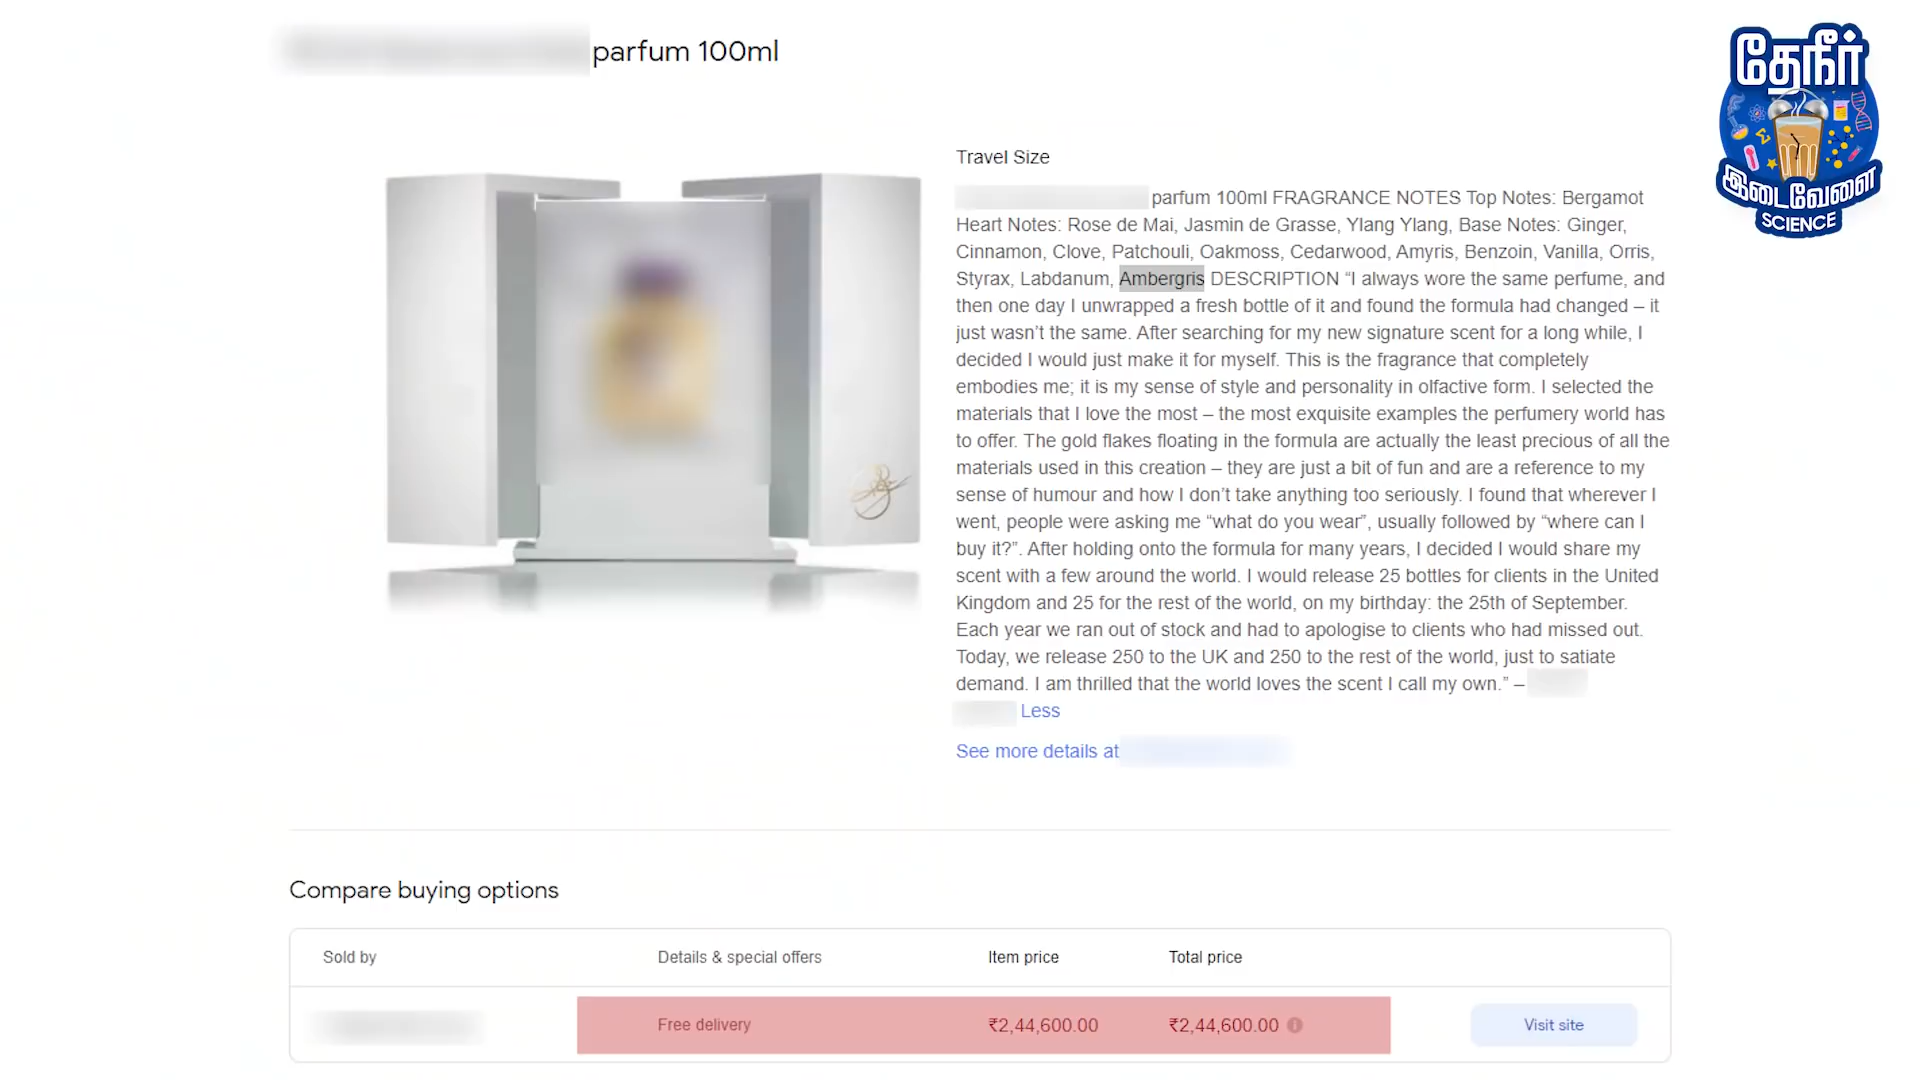 parfum 100ml
தேநீர்
இடைவேளை
SCIENCE
Travel Size
parfum 100ml FRAGRANCE NOTES Top Notes: Bergamot
Heart Notes: Rose de Mai, Jasmin de Grasse, Ylang Ylang, Base Notes: Ginger,
Cinnamon, Clove, Patchouli, Oakmoss, Cedarwood, Amyris, Benzoin, Vanilla, Orris,
Styrax, Labdanum, Ambergris DESCRIPTION “I always wore the same perfume, and
then one day I unwrapped a fresh bottle of it and found the formula had changed – it
just wasn’t the same. After searching for my new signature scent for a long while, I
decided I would just make it for myself. This is the fragrance that completely
embodies me; it is my sense of style and personality in olfactive form. I selected the
materials that I love the most – the most exquisite examples the perfumery world has
to offer. The gold flakes floating in the formula are actually the least precious of all the
materials used in this creation – they are just a bit of fun and are a reference to my
sense of humour and how I don’t take anything too seriously. I found that wherever I
went, people were asking me “what do you wear”, usually followed by “where can I
buy it?”. After holding onto the formula for many years, I decided I would share my
scent with a few around the world. I would release 25 bottles for clients in the United
Kingdom and 25 for the rest of the world, on my birthday: the 25th of September.
Each year we ran out of stock and had to apologise to clients who had missed out.
Today, we release 250 to the UK and 250 to the rest of the world, just to satiate
demand. I am thrilled that the world loves the scent I call my own.” –
Less
See more details at
Compare buying options
Sold by Details & special offers Item price Total price
Free delivery ₹2,44,600.00 ₹2,44,600.00 Visit site